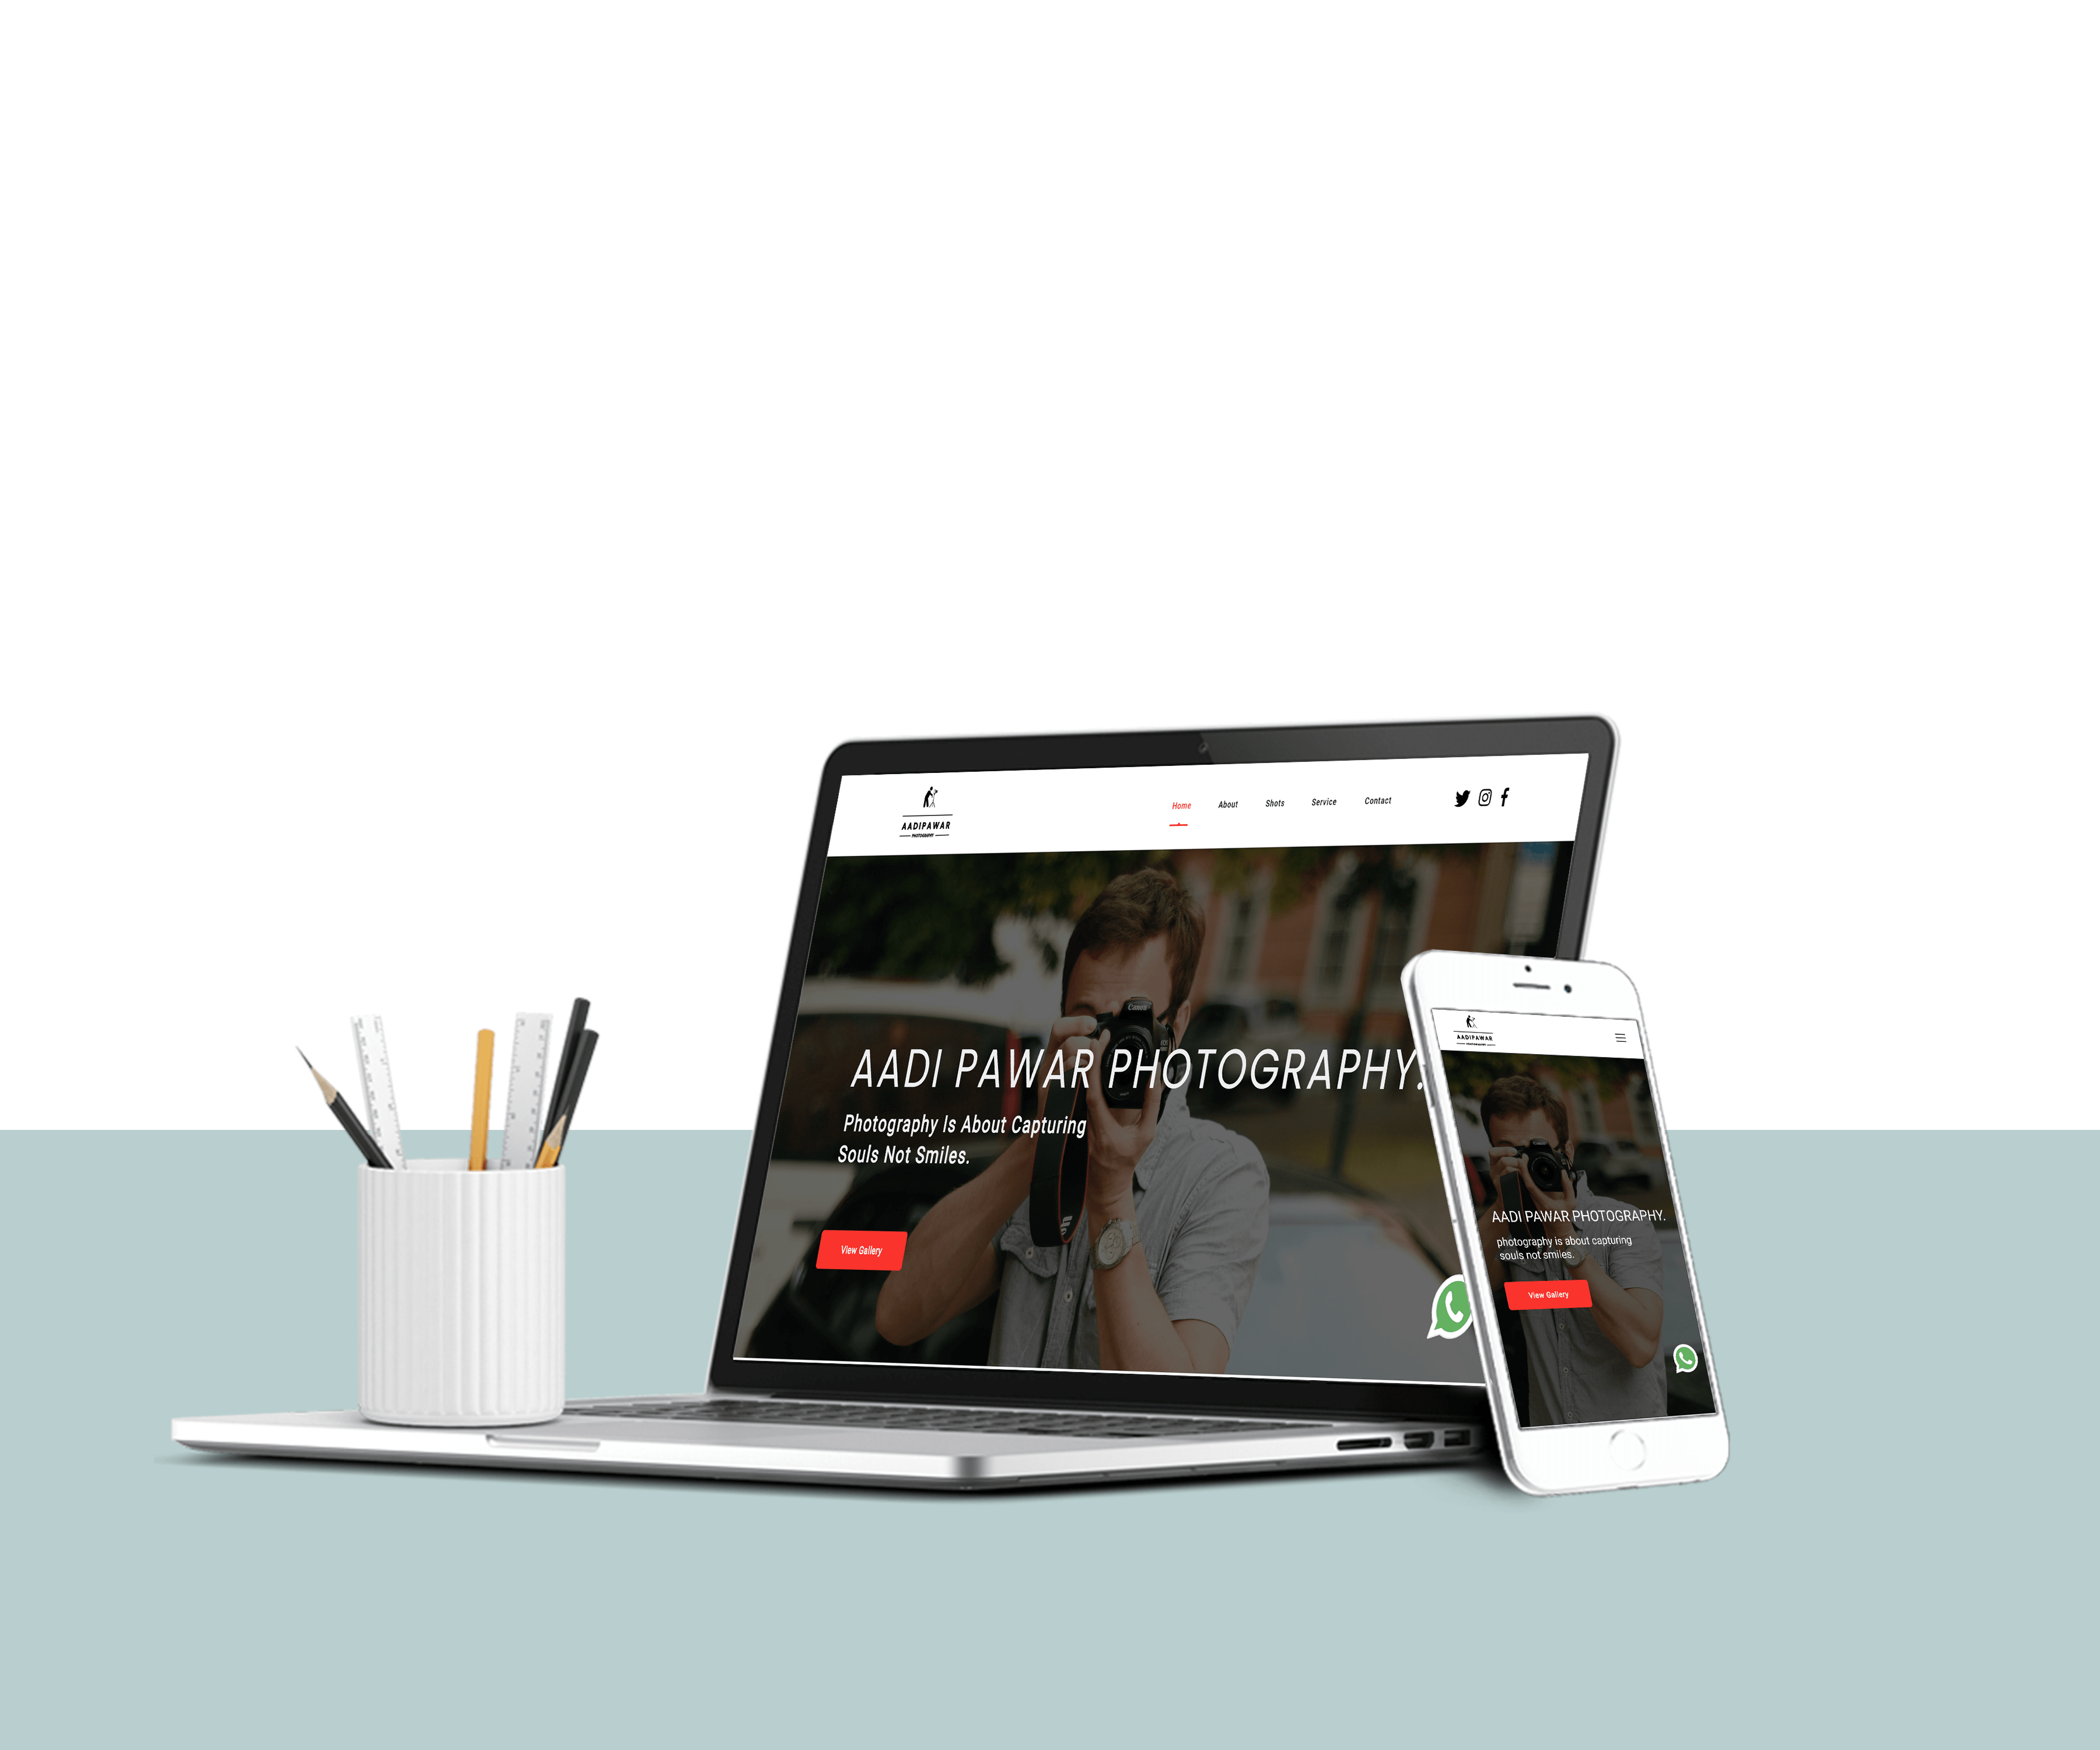 AADIPAWAR
PHOTOGRAPHY
Home About Shots Service Contact
Canon
AADI PAWAR PHOTOGRAPHY.
Photography Is About Capturing
Souls Not Smiles.
View Gallery
AADIPAWAR
PHOTOGRAPHY
AADI PAWAR PHOTOGRAPHY.
photography is about capturing
souls not smiles.
View Gallery